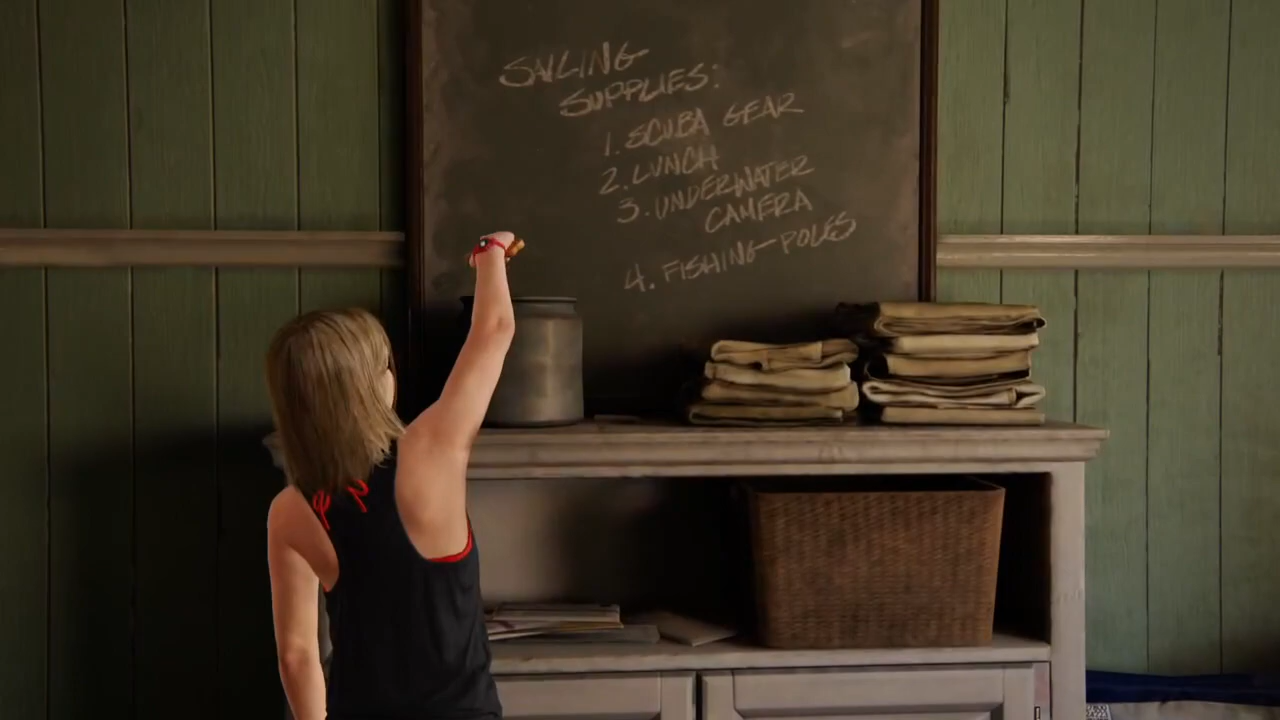 SAILING
SUPPLIES:
1. SCUBA GEAR
2. LUNCH
3. UNDERWATER
CAMERA
4. FISHING POLES